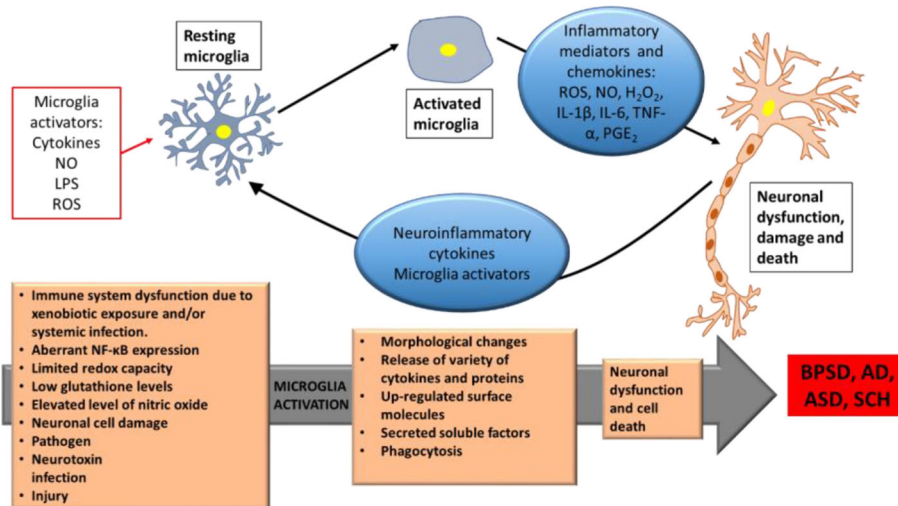 Resting
microglia
Microglia
activators:
Cytokines
NO
LPS
ROS
Activated
microglia
Inflammatory
mediators and
chemokines:
ROS, NO, H₂O₂,
IL-1β, IL-6, TNF-
α, PGE₂
Neuronal
dysfunction,
damage and
death
Neuroinflammatory
cytokines
Microglia activators
• Immune system dysfunction due to
xenobiotic exposure and/or
systemic infection.
• Aberrant NF-κB expression
• Limited redox capacity
• Low glutathione levels
• Elevated level of nitric oxide
• Neuronal cell damage
• Pathogen
• Neurotoxin
infection
• Injury
MICROGLIA
ACTIVATION
• Morphological changes
• Release of variety of
cytokines and proteins
• Up-regulated surface
molecules
• Secreted soluble factors
• Phagocytosis
Neuronal
dysfunction
and cell
death
BPSD, AD,
ASD, SCH